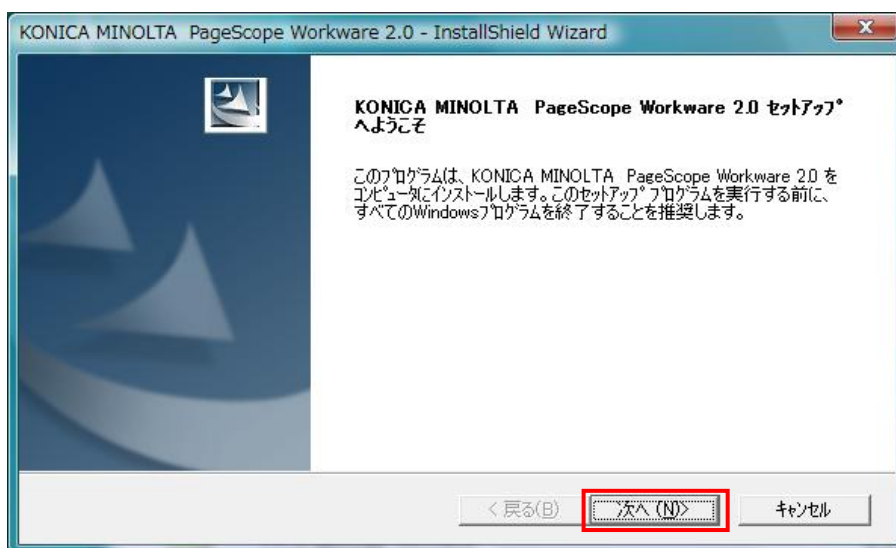 KONICA MINOLTA PageScope Workware 2.0 - InstallShield Wizard
KONICA MINOLTA PageScope Workware 2.0 ｾｯﾄｱｯﾌﾟ
へようこそ
このﾌﾟﾛｸﾞﾗﾑは、KONICA MINOLTA PageScope Workware 2.0 を
ｺﾝﾋﾟｭｰﾀにｲﾝｽﾄｰﾙします。このｾｯﾄｱｯﾌﾟ ﾌﾟﾛｸﾞﾗﾑを実行する前に、
すべてのWindowsﾌﾟﾛｸﾞﾗﾑを終了することを推奨します。
< 戻る(B)
次へ (N)>
ｷｬﾝｾﾙ